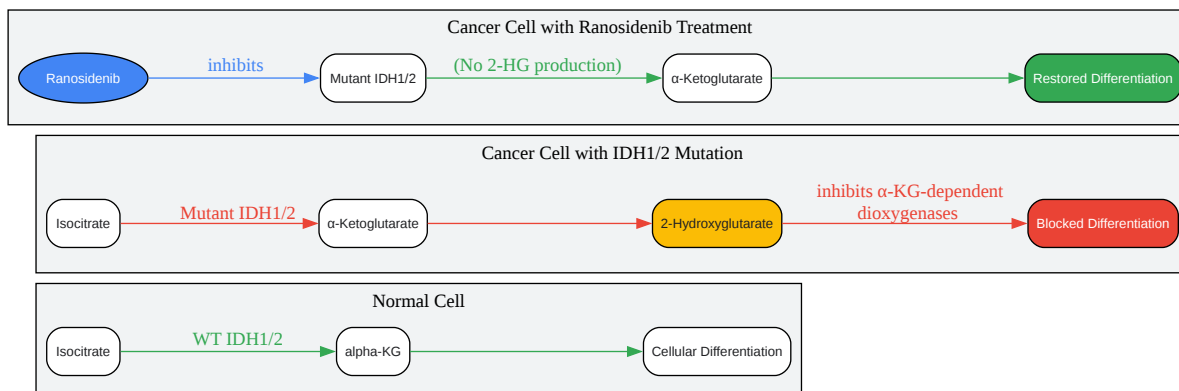 Cancer Cell with Ranosidenib Treatment
Ranosidenib
inhibits
Mutant IDH1/2
(No 2-HG production)
α-Ketoglutarate
Restored Differentiation
Cancer Cell with IDH1/2 Mutation
Isocitrate
Mutant IDH1/2
α-Ketoglutarate
2-Hydroxyglutarate
inhibits α-KG-dependent
dioxygenases
Blocked Differentiation
Normal Cell
Isocitrate
WT IDH1/2
alpha-KG
Cellular Differentiation